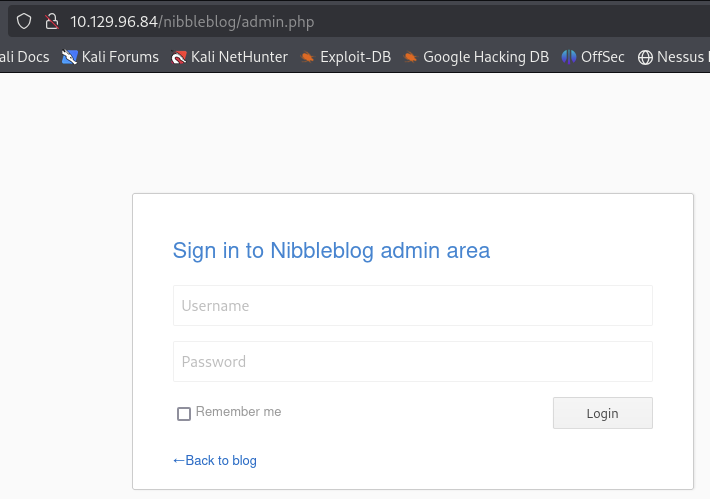 10.129.96.84/nibbleblog/admin.php
ali Docs Kali Forums Kali NetHunter Exploit-DB Google Hacking DB OffSec Nessus
Sign in to Nibbleblog admin area
Username
Password
Remember me Login
←Back to blog